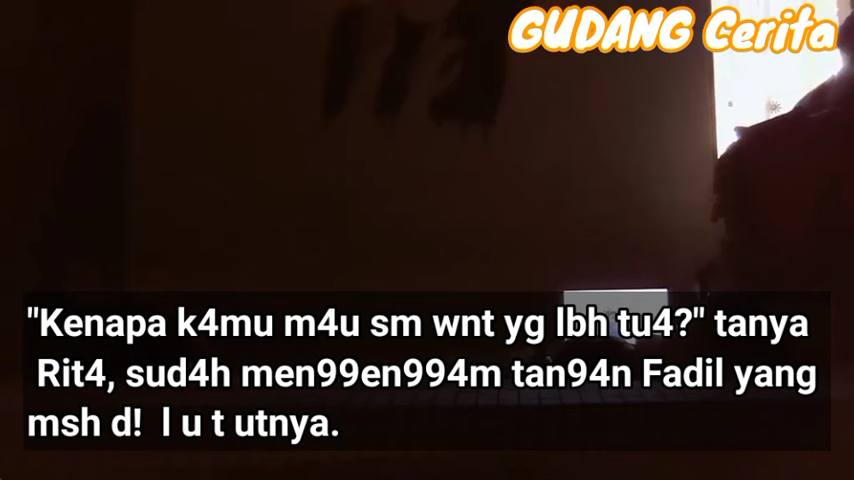 GUDANG Cerita
"Kenapa k4mu m4u sm wnt yg lbh tu4?" tanya
Rit4, sud4h men99en994m tan94n Fadil yang
msh d! l u t utnya.